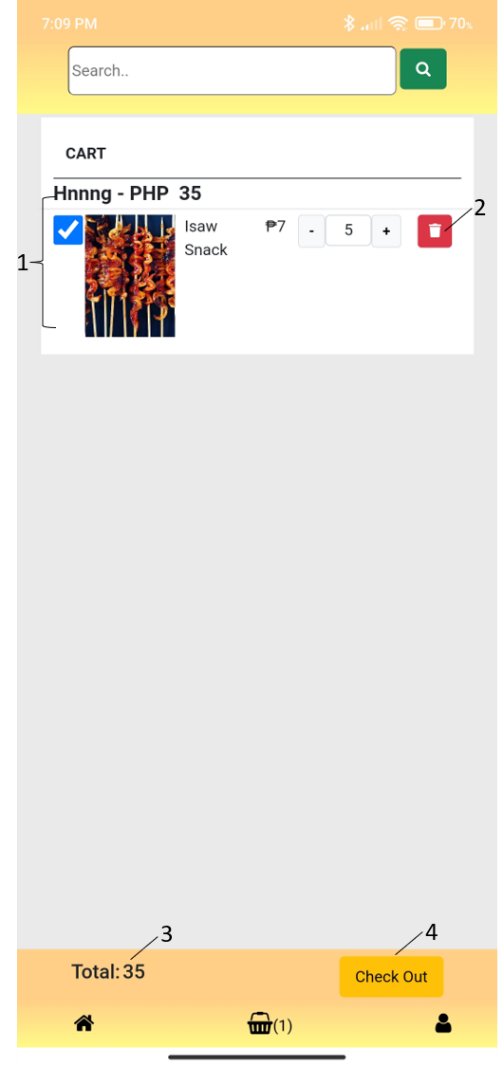 7:09 PM 70%
Search..
CART
Hnnng - PHP 35
1
Isaw ₱7 - 5 + 2
Snack
3
4
Total: 35 Check Out
(1)